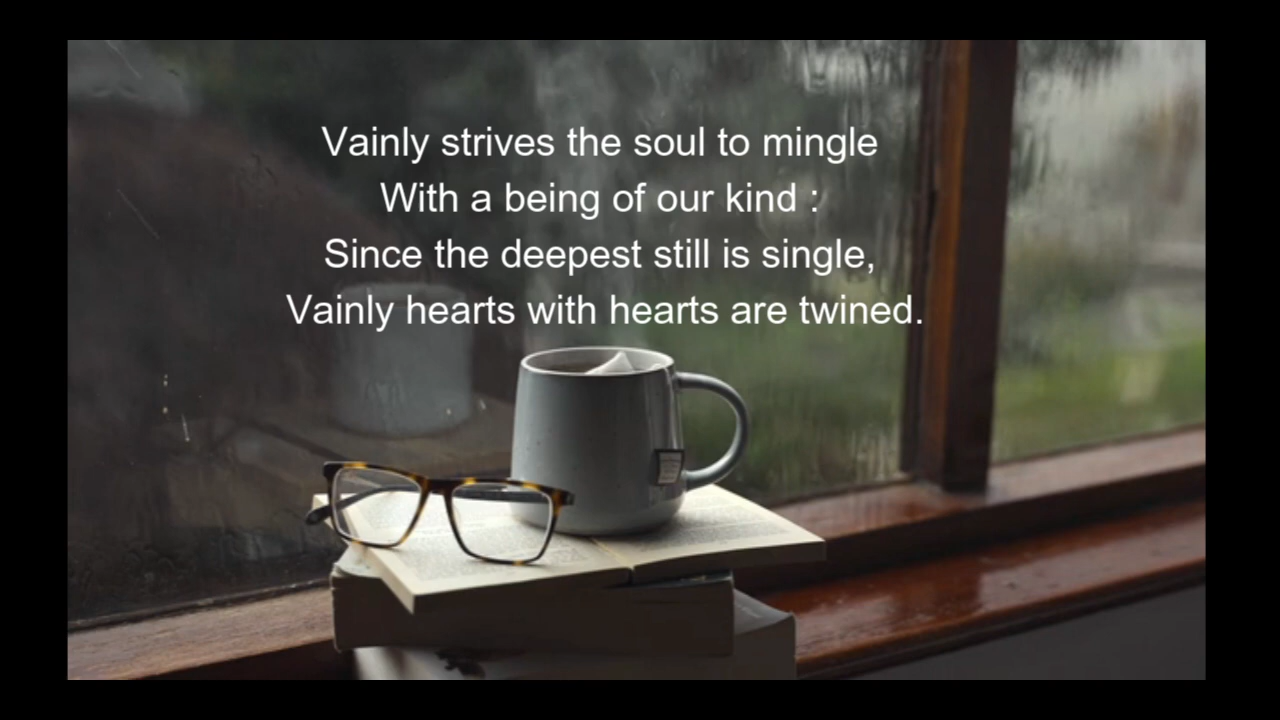 Vainly strives the soul to mingle
With a being of our kind :
Since the deepest still is single,
Vainly hearts with hearts are twined.